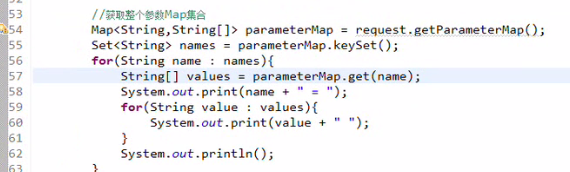 53 //获取整个参数Map集合
54 Map<String,String[]> parameterMap = request.getParameterMap();
55 Set<String> names = parameterMap.keySet();
56 for(String name : names){
57 String[] values = parameterMap.get(name);
58 System.out.print(name + " = ");
59 for(String value : values){
60 System.out.print(value + " ");
61 }
62 System.out.println();
63 }